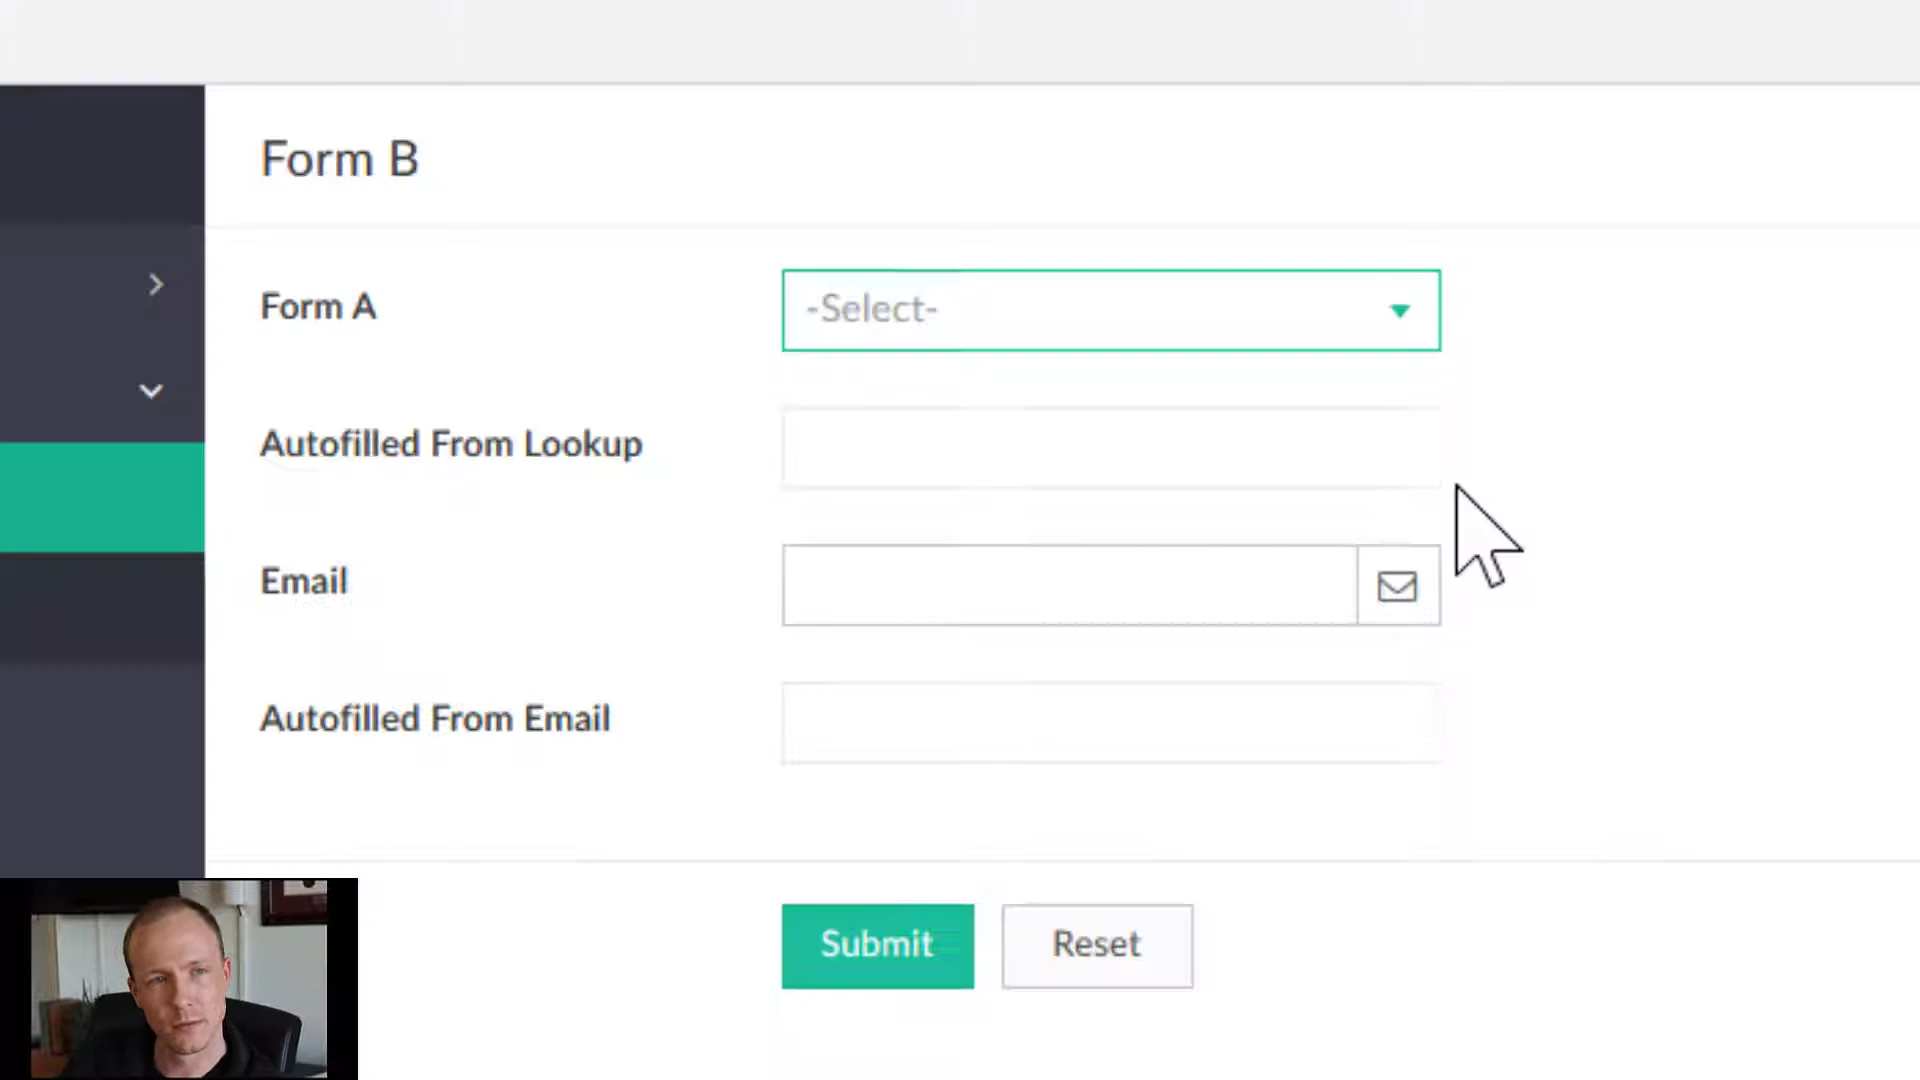 Form B
Form A
-Select-
Autofilled From Lookup
Email
Autofilled From Email
Submit
Reset